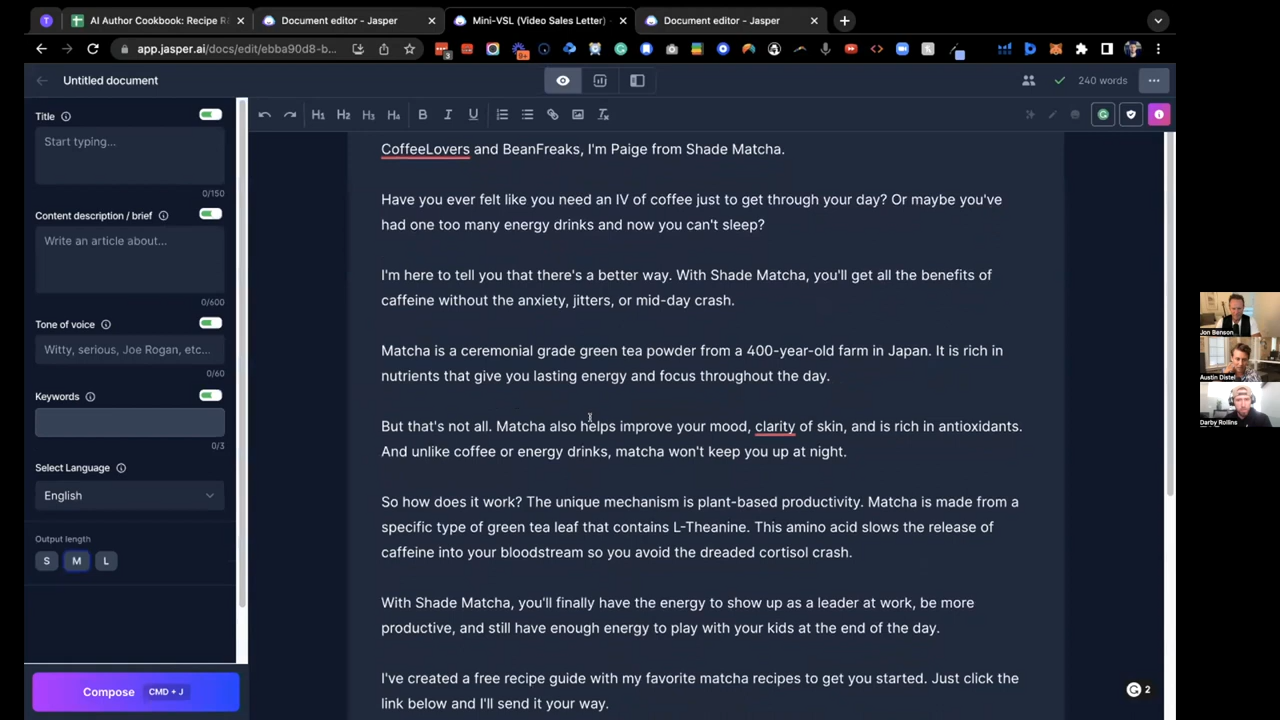 AI Author Cookbook: Recipe R
Document editor - Jasper
Mini-VSL (Video Sales Letter)
Document editor - Jasper
app.jasper.ai/docs/edit/ebba90d8-b...
9+
3
Untitled document
240 words
H1 H2 H3 H4 B I U
Title
Start typing...
0/150
Content description / brief
Write an article about...
0/600
Tone of voice
Witty, serious, Joe Rogan, etc...
0/60
Keywords
0/3
Select Language
English
Output length
S M L
Compose CMD + J
CoffeeLovers and BeanFreaks, I'm Paige from Shade Matcha.
Have you ever felt like you need an IV of coffee just to get through your day? Or maybe you've
had one too many energy drinks and now you can't sleep?
I'm here to tell you that there's a better way. With Shade Matcha, you'll get all the benefits of
caffeine without the anxiety, jitters, or mid-day crash.
Matcha is a ceremonial grade green tea powder from a 400-year-old farm in Japan. It is rich in
nutrients that give you lasting energy and focus throughout the day.
But that's not all. Matcha also helps improve your mood, clarity of skin, and is rich in antioxidants.
And unlike coffee or energy drinks, matcha won't keep you up at night.
So how does it work? The unique mechanism is plant-based productivity. Matcha is made from a
specific type of green tea leaf that contains L-Theanine. This amino acid slows the release of
caffeine into your bloodstream so you avoid the dreaded cortisol crash.
With Shade Matcha, you'll finally have the energy to show up as a leader at work, be more
productive, and still have enough energy to play with your kids at the end of the day.
I've created a free recipe guide with my favorite matcha recipes to get you started. Just click the
link below and I'll send it your way.
2
Jon Benson
Austin Distel
Darby Rollins